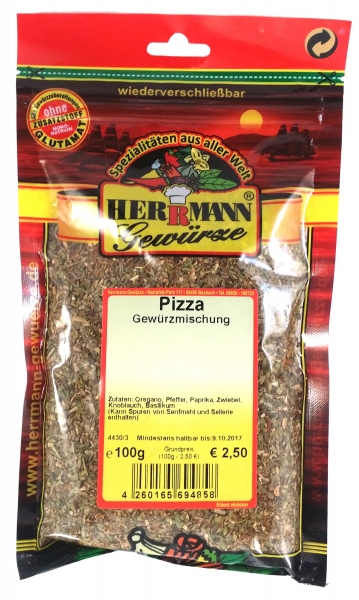 wiederverschließbar
ohne
ZUSATZSTOFF
MONO-
NATRIUM
GLUTAMAT
Spezialitäten aus aller Welt
HERRMANN®
Gewürze
Pizza
Gewürzmischung
Zutaten: Oregano, Pfeffer, Paprika, Zwiebel,
Knoblauch, Basilikum
(Kann Spuren von Senfmehl und Sellerie
enthalten)
4430/3 Mindestens haltbar bis:9.10.2017
℮100g
Grundpreis
(100g - 2.50 €)
€ 2,50
4 260165 694858
www.herrmann-gewuerze.de